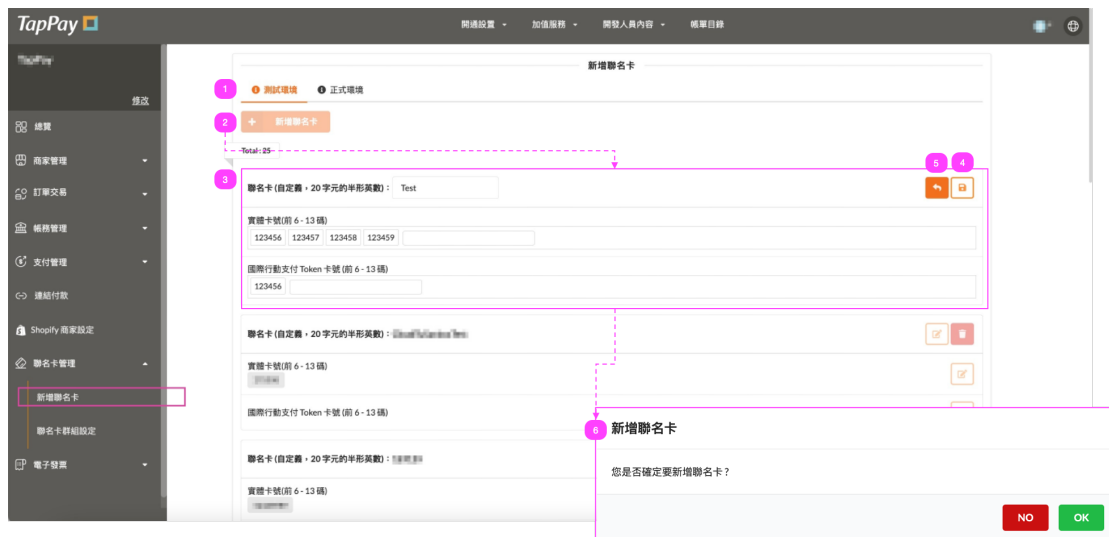 TapPay
開通設置
加值服務
開發人員內容
帳單目錄
修改
總覽
商家管理
訂單交易
帳務管理
支付管理
連結付款
Shopify 商家設定
聯名卡管理
新增聯名卡
聯名卡群組設定
電子發票
新增聯名卡
1
測試環境
正式環境
2
+ 新增聯名卡
Total : 25
3
5
4
聯名卡 (自定義，20 字元的半形英數)： Test
實體卡號(前 6 - 13 碼)
123456 123457 123458 123459
國際行動支付 Token 卡號 (前 6 - 13 碼)
123456
聯名卡 (自定義，20 字元的半形英數)：
實體卡號(前 6 - 13 碼)
國際行動支付 Token 卡號 (前 6 - 13 碼)
聯名卡 (自定義，20 字元的半形英數)：
實體卡號(前 6 - 13 碼)
6
新增聯名卡
您是否確定要新增聯名卡？
NO
OK